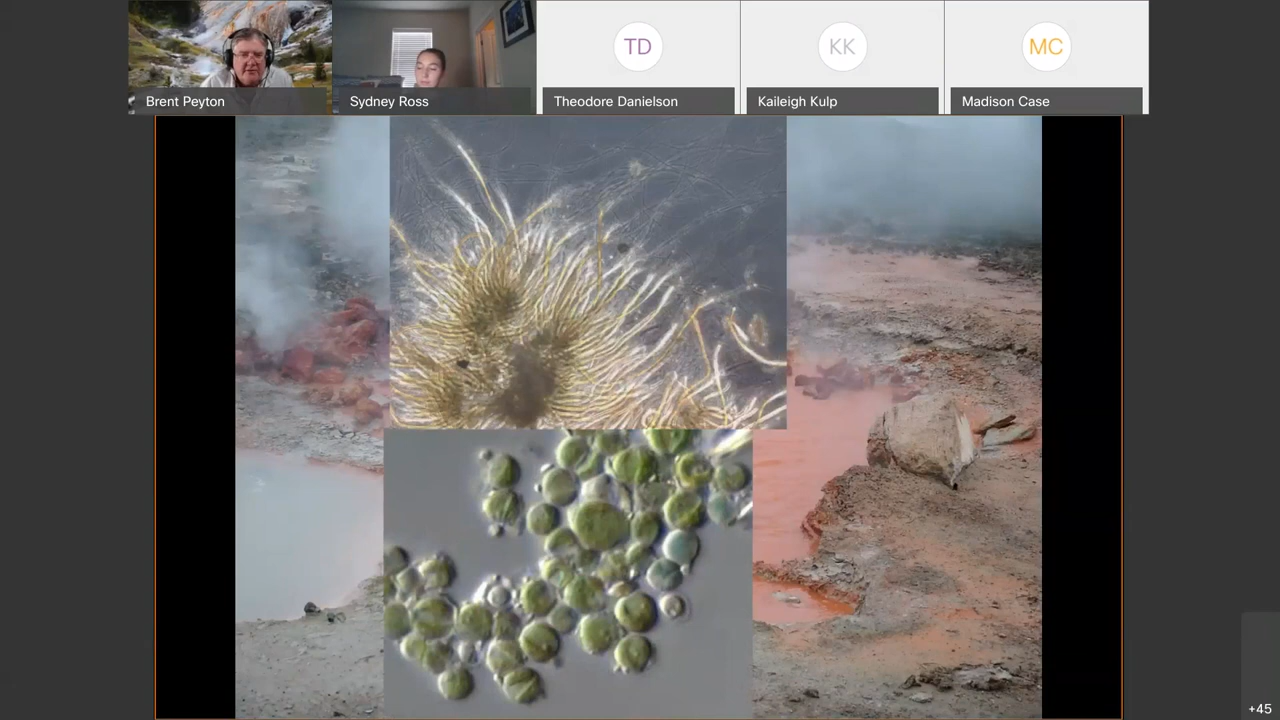 TD
KK
MC
Brent Peyton
Sydney Ross
Theodore Danielson
Kaileigh Kulp
Madison Case
+45